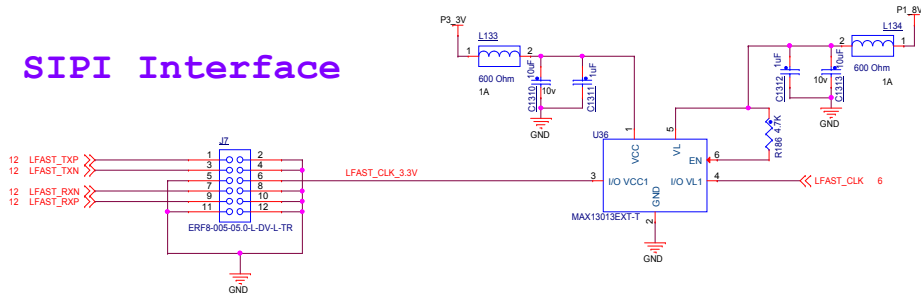 P3_3V
P1_8V
L133
L134
1 2
2 1
SIPI Interface
600 Ohm
1A
600 Ohm
1A
C1310 10uF
10v
C1311 1uF
C1312 1uF
C1313 10uF
10v
GND
GND
R186 4.7K
U36
1
5
VCC
VL
EN
6
J7
12 LFAST_TXP
1 2
12 LFAST_TXN
3 4
5 6
LFAST_CLK_3.3V
3
I/O VCC1
I/O VL1
4
LFAST_CLK 6
12 LFAST_RXN
7 8
12 LFAST_RXP
9 10
11 12
GND
2
ERF8-005-05.0-L-DV-L-TR
MAX13013EXT-T
GND
GND